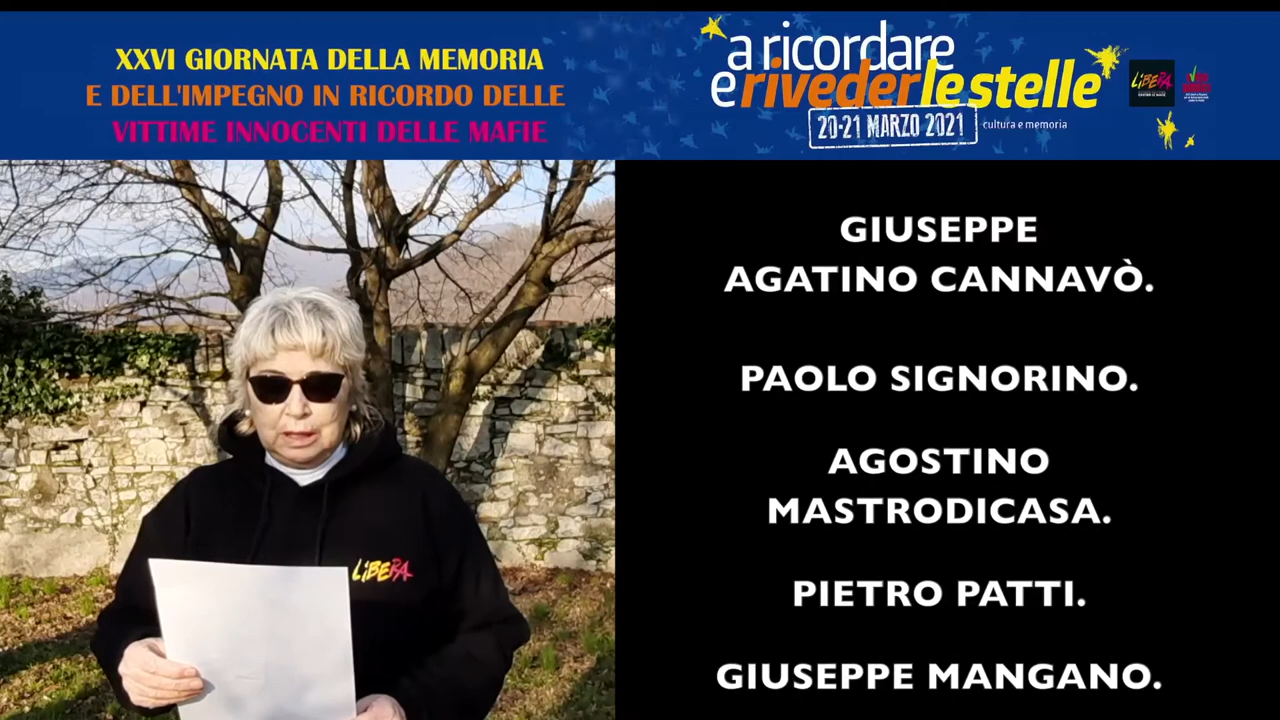 XXVI GIORNATA DELLA MEMORIA
E DELL'IMPEGNO IN RICORDO DELLE
VITTIME INNOCENTI DELLE MAFIE
a ricordare
e riveder le stelle
20-21 MARZO 2021
cultura e memoria
LIBERA
GIUSEPPE
AGATINO CANNAVÒ.
PAOLO SIGNORINO.
AGOSTINO
MASTRODICASA.
PIETRO PATTI.
GIUSEPPE MANGANO.
LIBERA